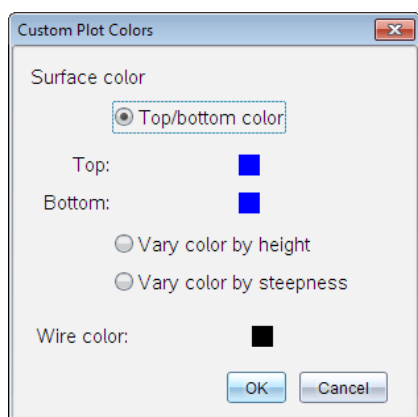 Custom Plot Colors
Surface color
Top/bottom color
Top:
Bottom:
Vary color by height
Vary color by steepness
Wire color:
OK Cancel